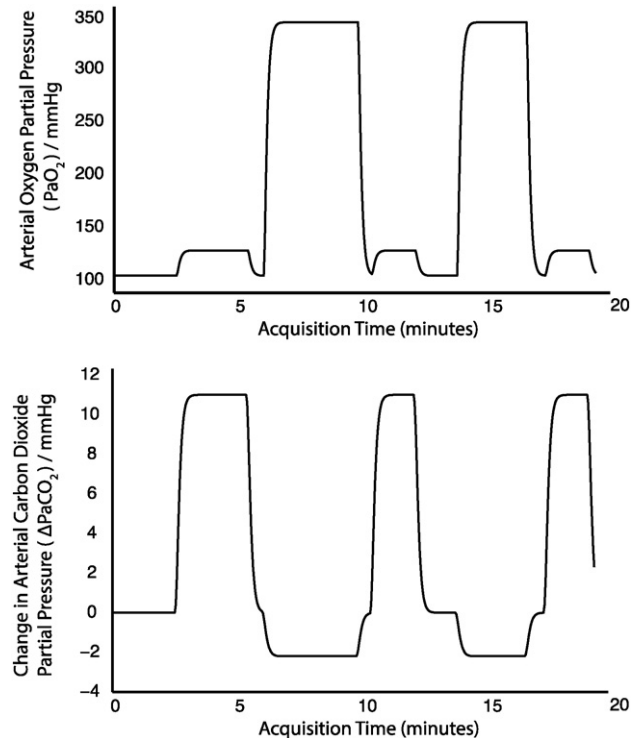 Arterial Oxygen Partial Pressure
( PaO₂) / mmHg
350
300
250
200
150
100
0 5 10 15 20
Acquisition Time (minutes)
Change in Arterial Carbon Dioxide
Partial Pressure ( ΔPaCO₂) / mmHg
12
10
8
6
4
2
0
−2
−4
0 5 10 15 20
Acquisition Time (minutes)